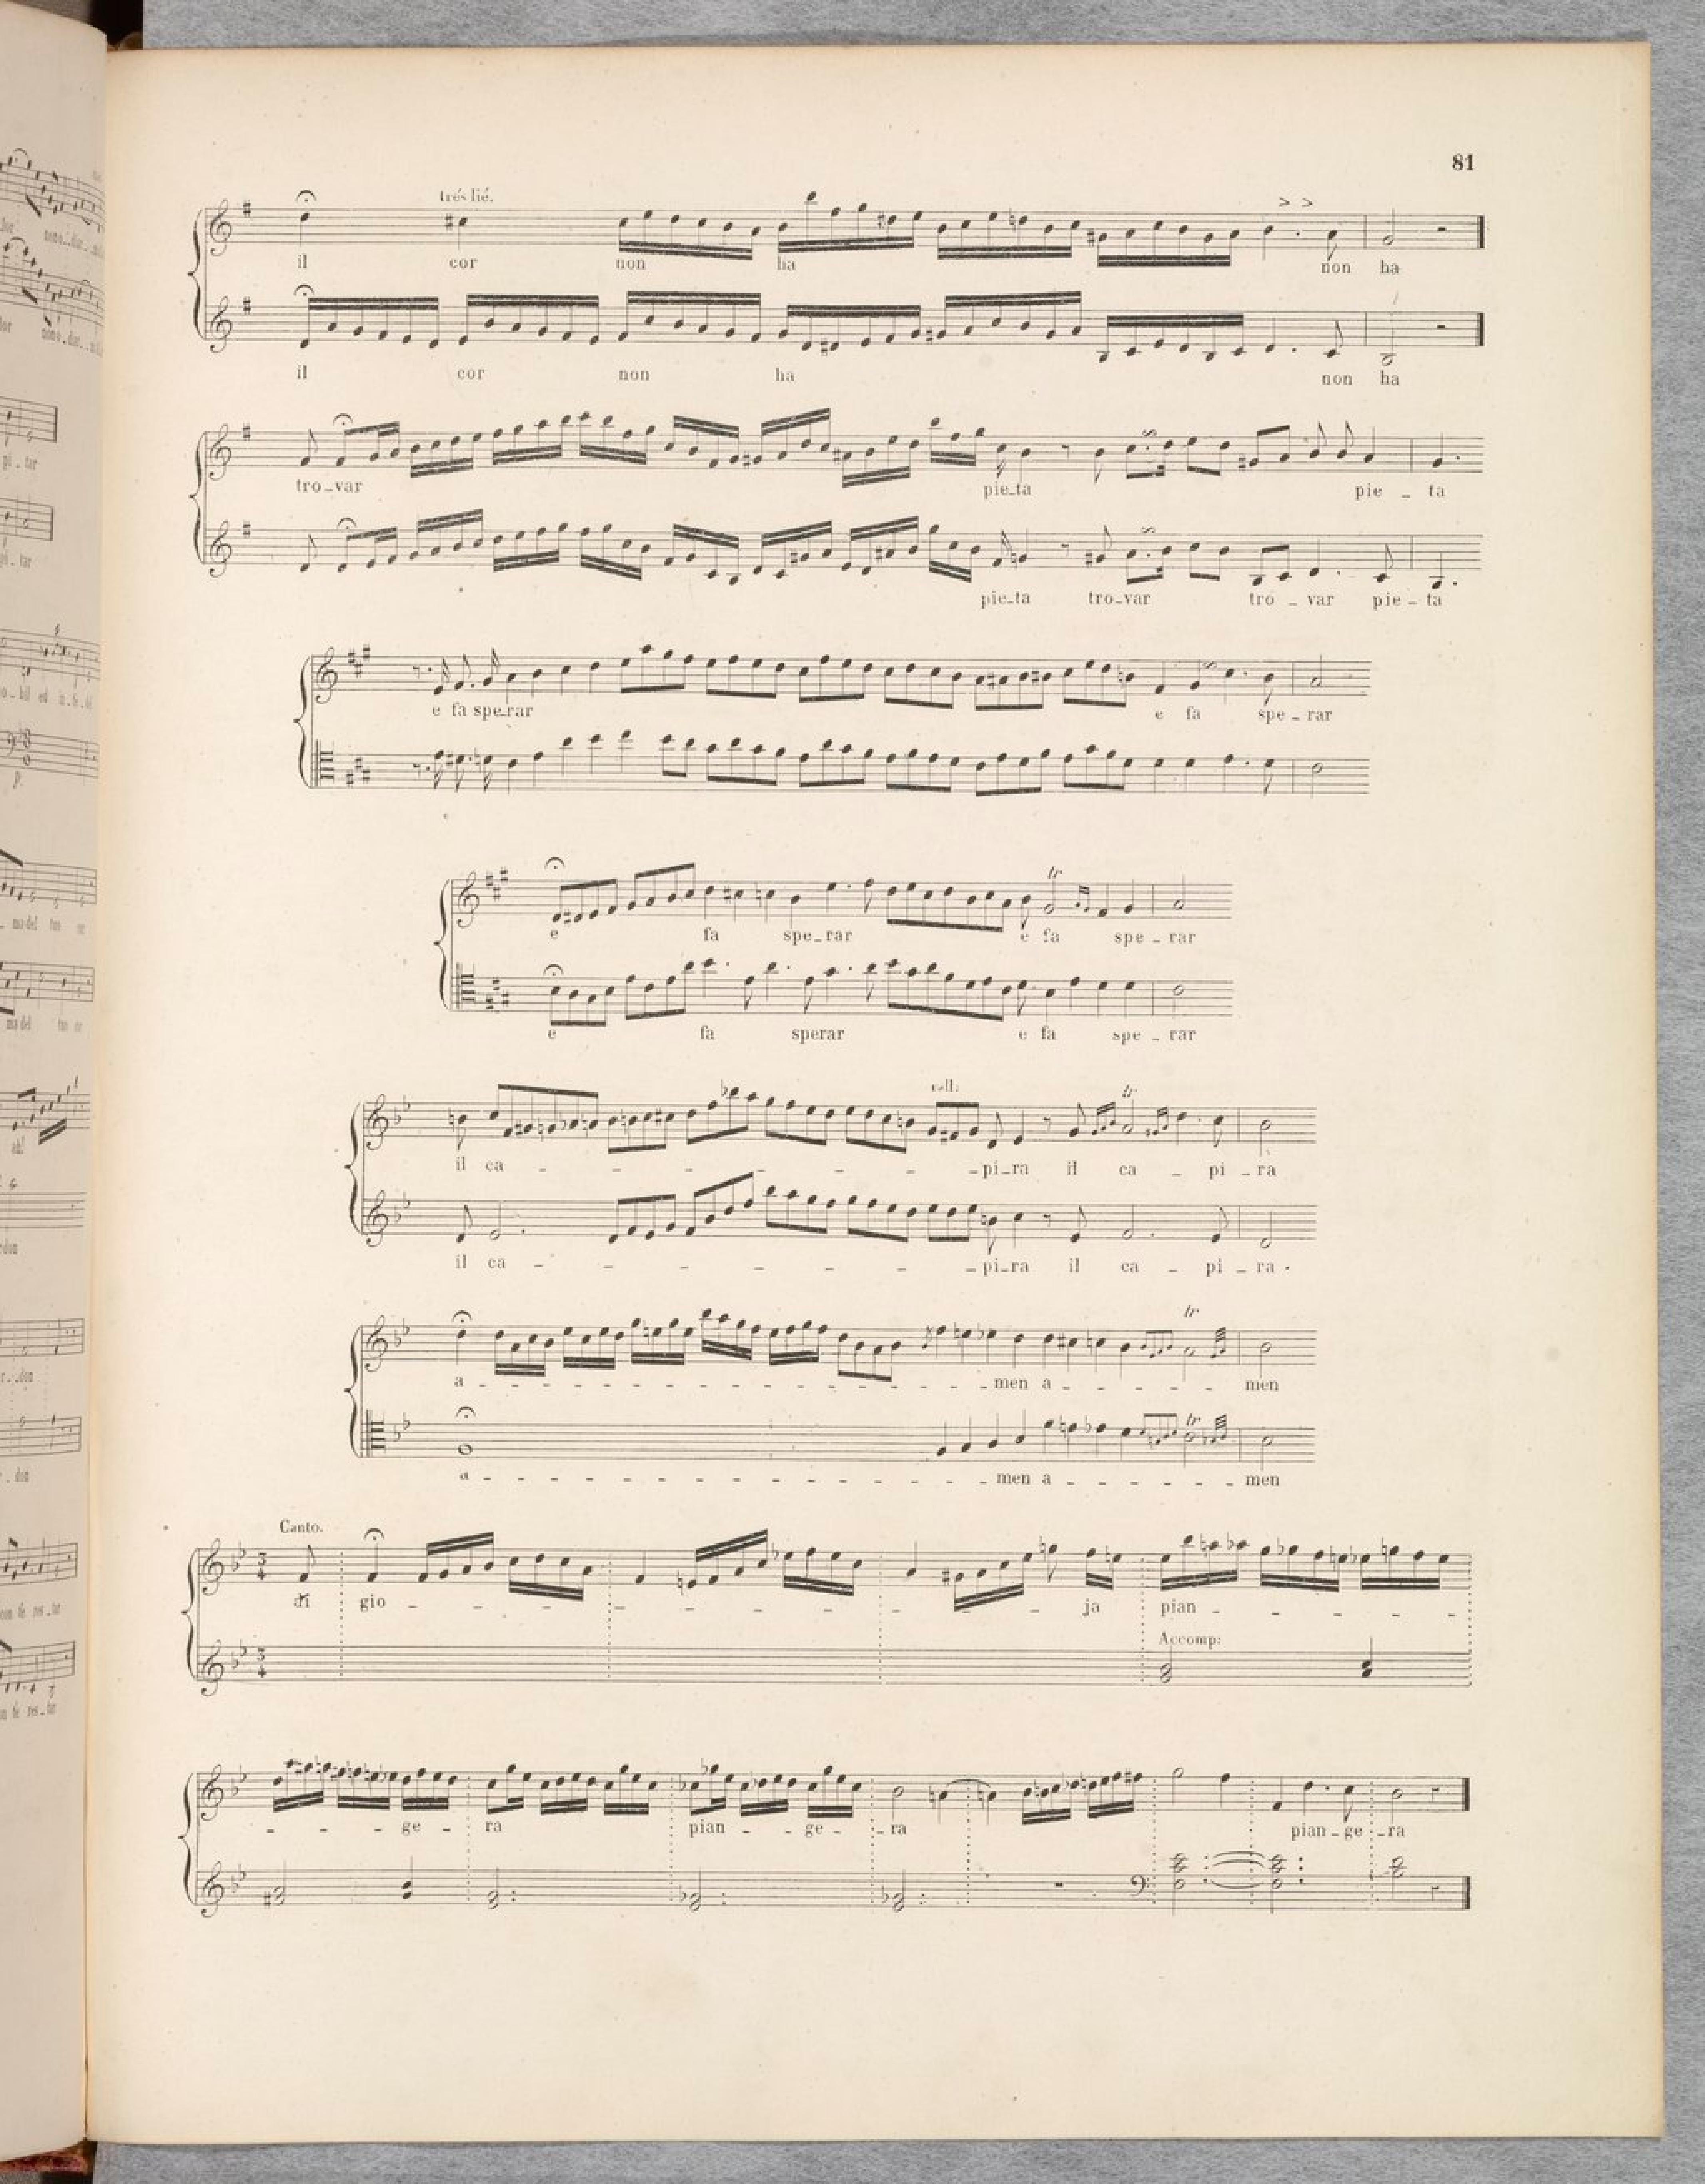 81
trés lié.
il cor non ha non ha
il cor non ha non ha
tro_var pie_ta pie _ ta
pie_ta tro_var tro _ var pie _ ta
e fa spe_rar e fa spe _ rar
e fa spe_rar e fa spe _ rar
e fa sperar e fa spe _ rar
rall:
il ca - - - - - - - pi_ra il ca - pi _ ra
il ca - - - - - - - pi_ra il ca - pi _ ra .
a - - - - - - - - - - - - - - men a - - - - men
a - - - - - - - - - - - - - - men a - - - - men
Canto.
di gio - - - - - - - - - - ja pian - - - - -
Accomp:
- - - ge - ra pian - - ge - - ra pian _ ge - _ ra